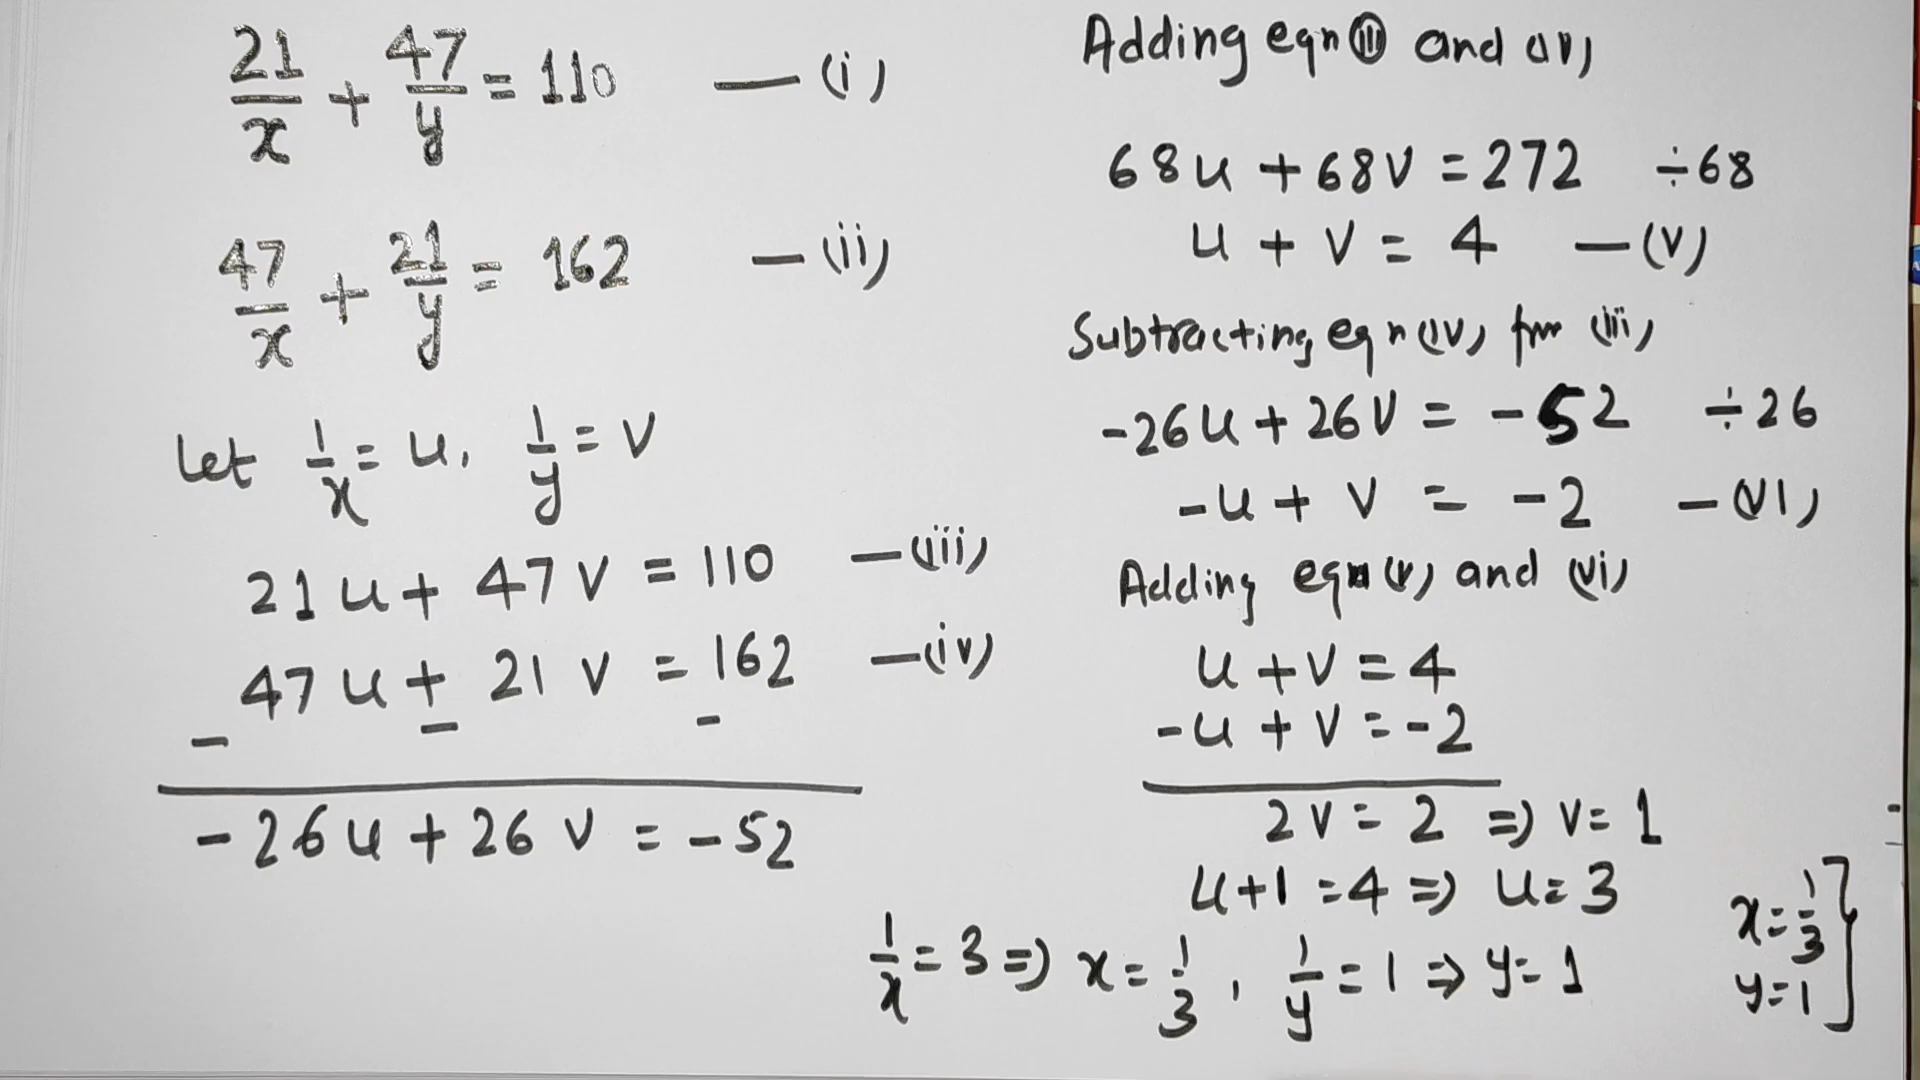 21/x + 47/y = 110 — (i)
47/x + 21/y = 162 — (ii)
Let 1/x = u, 1/y = v
21u + 47v = 110 — (iii)
47u + 21v = 162 — (iv)
- - -
-26u + 26v = -52
Adding eqn (iii) and (iv)
68u + 68v = 272 ÷68
u + v = 4 — (v)
Subtracting eqn (iv) from (iii)
-26u + 26v = -52 ÷26
-u + v = -2 — (vi)
Adding eqn (v) and (vi)
u + v = 4
-u + v = -2
2v = 2 => v = 1
u + 1 = 4 => u = 3
1/x = 3 => x = 1/3, 1/y = 1 => y = 1
x = 1/3
y = 1 }